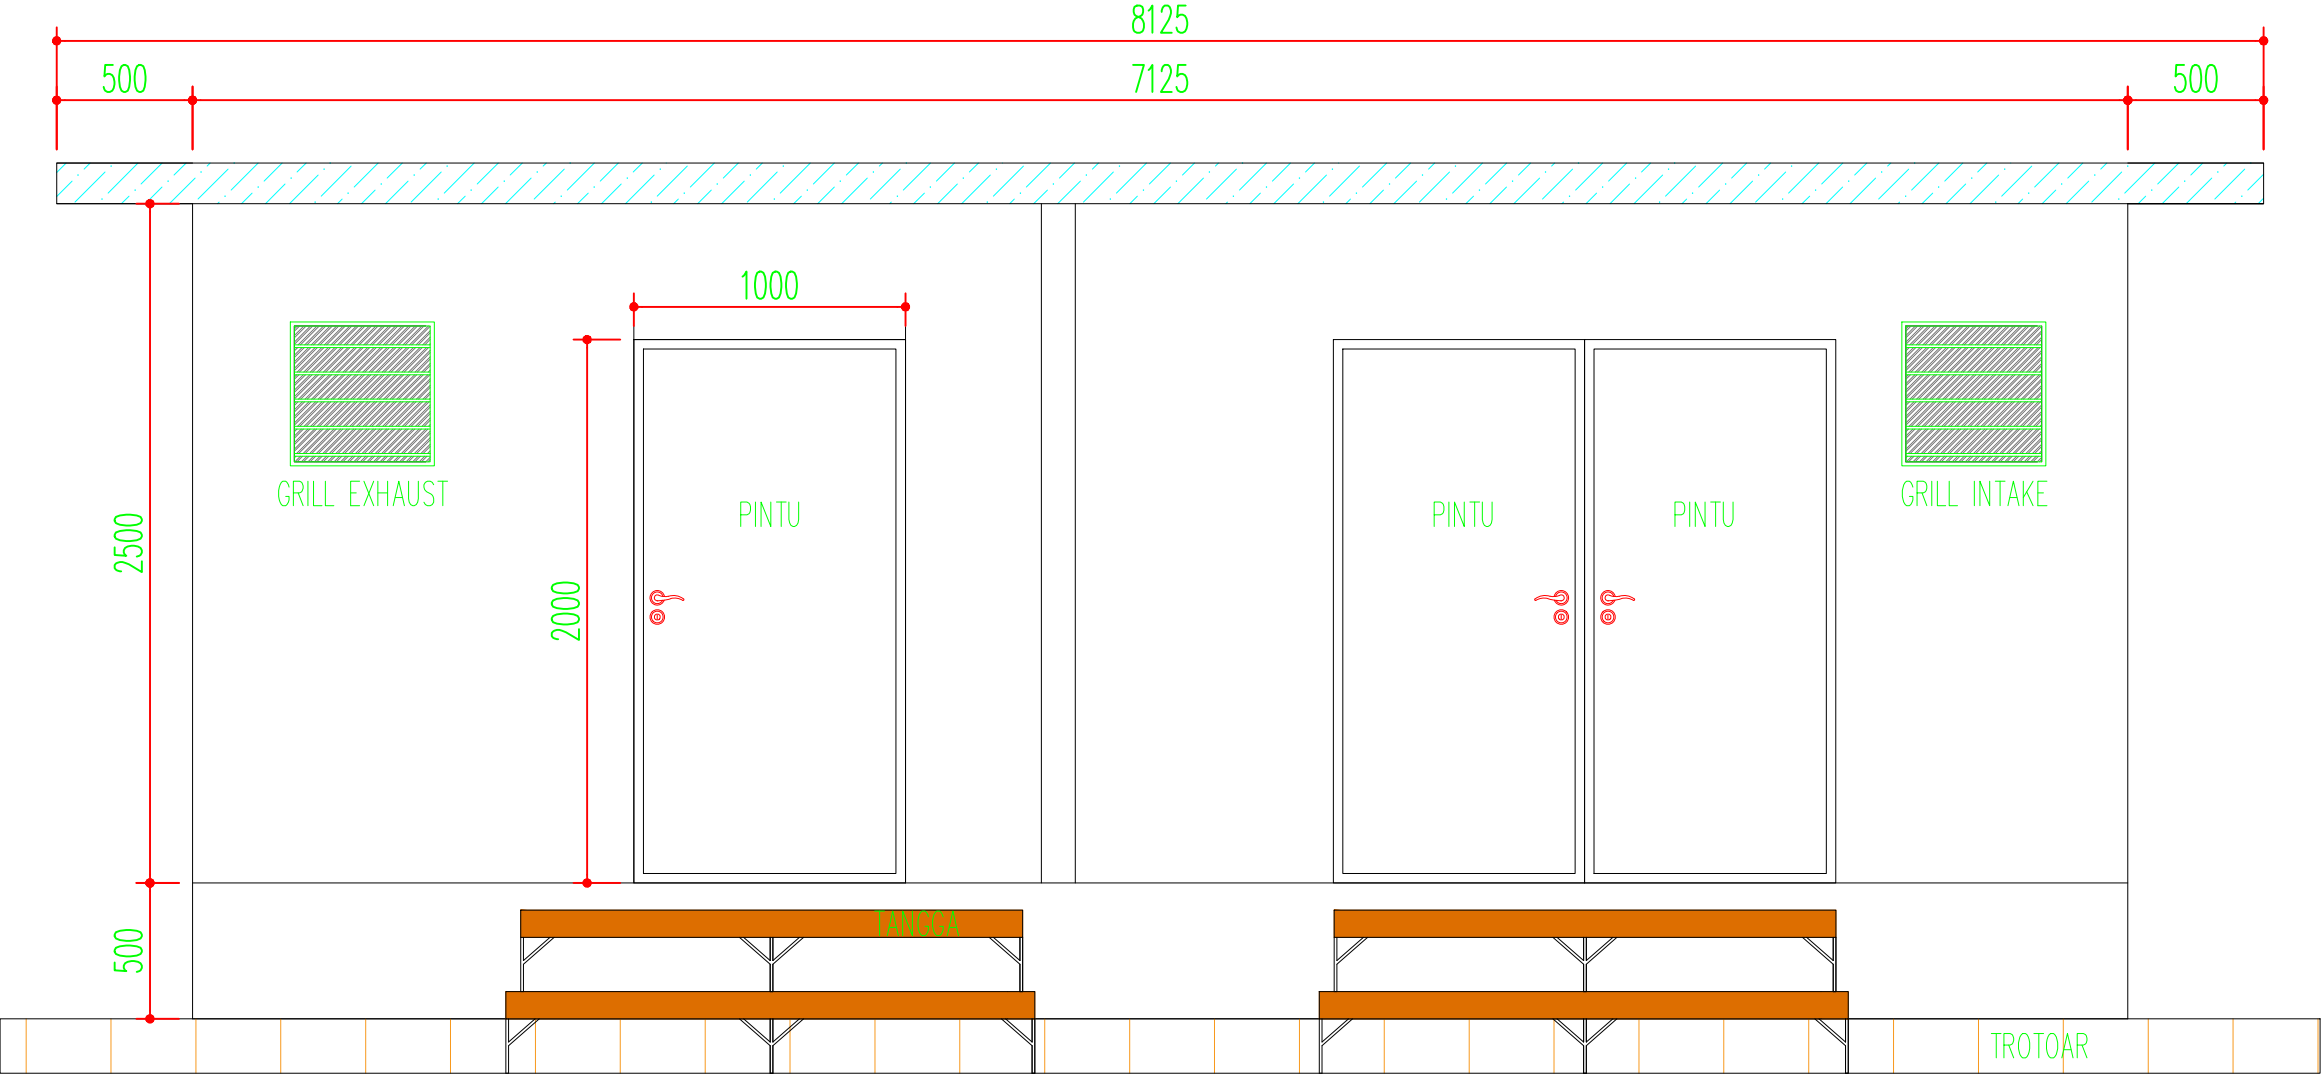 8125
500
7125
500
1000
GRILL EXHAUST
GRILL INTAKE
PINTU
PINTU
PINTU
2500
2000
TANGGA
500
TROTOAR